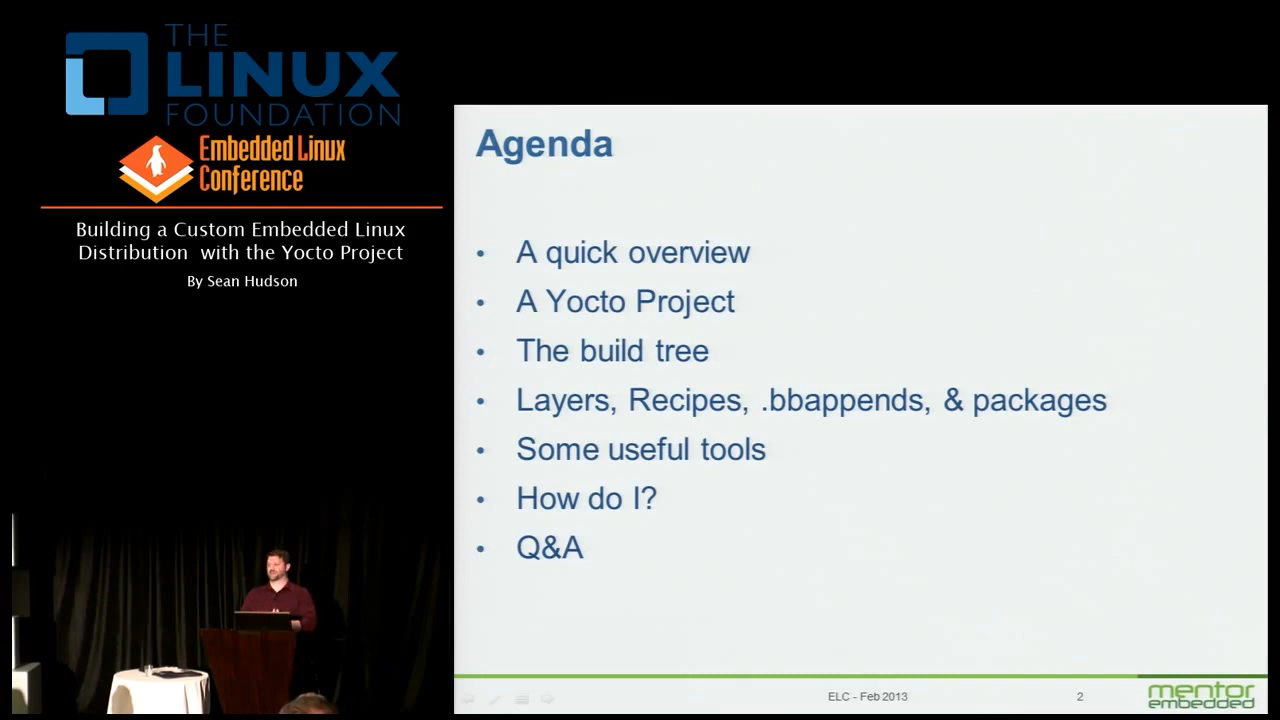 THE
LINUX
FOUNDATION
Embedded Linux
Conference
Building a Custom Embedded Linux
Distribution with the Yocto Project
By Sean Hudson
Agenda
• A quick overview
• A Yocto Project
• The build tree
• Layers, Recipes, .bbappends, & packages
• Some useful tools
• How do I?
• Q&A
ELC - Feb 2013
2
mentor
embedded